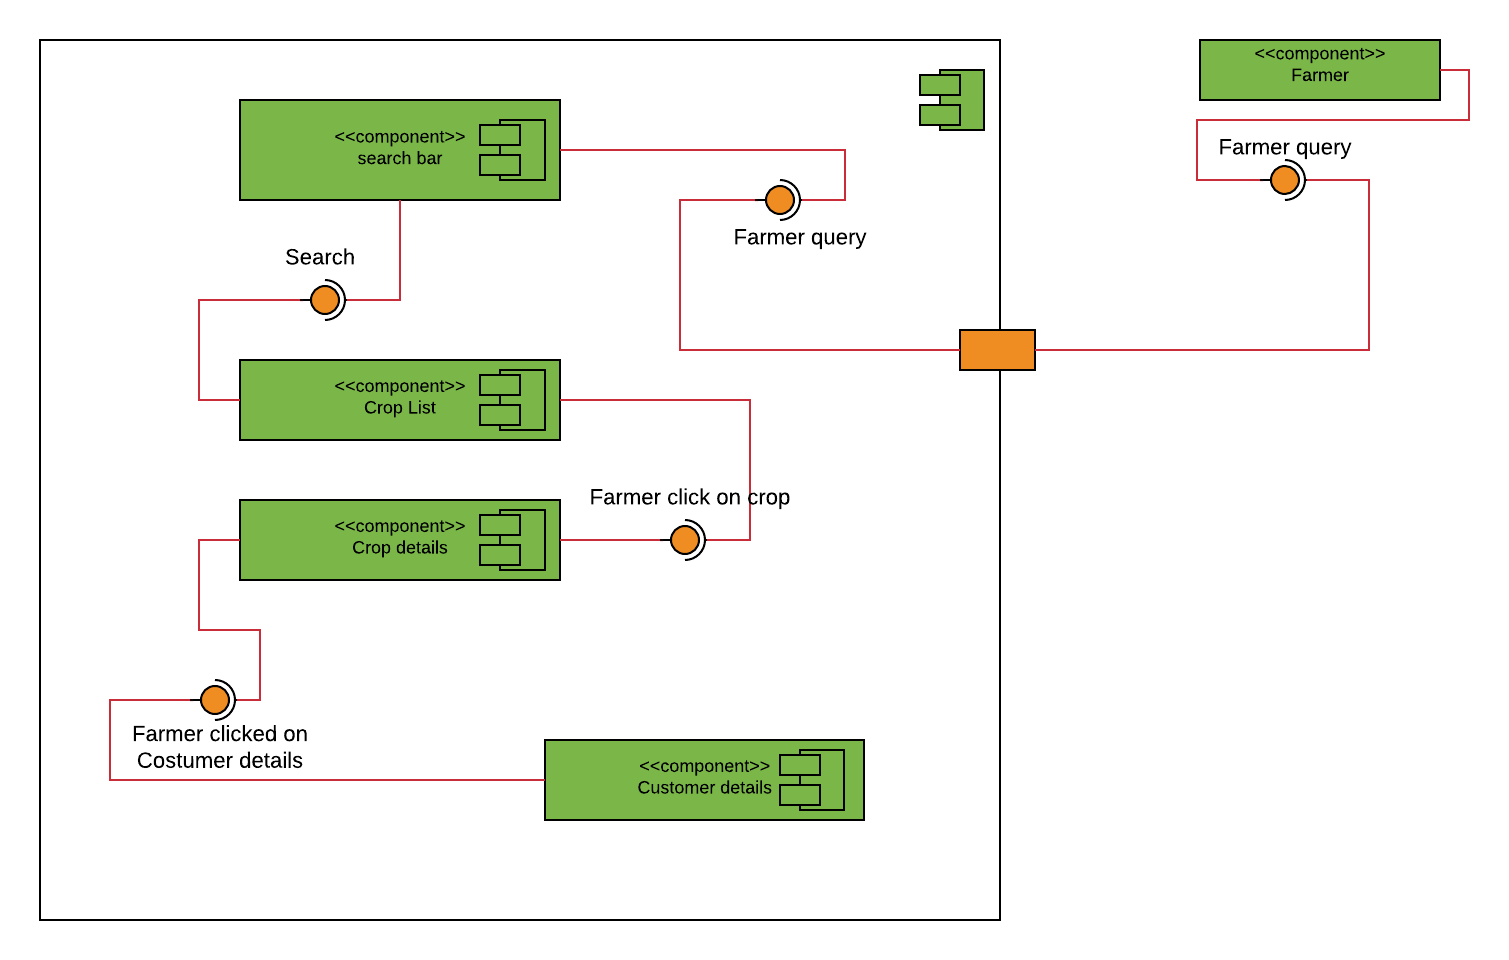 <<component>>
Farmer
Farmer query
<<component>>
search bar
Farmer query
Search
<<component>>
Crop List
Farmer click on crop
<<component>>
Crop details
Farmer clicked on
Costumer details
<<component>>
Customer details